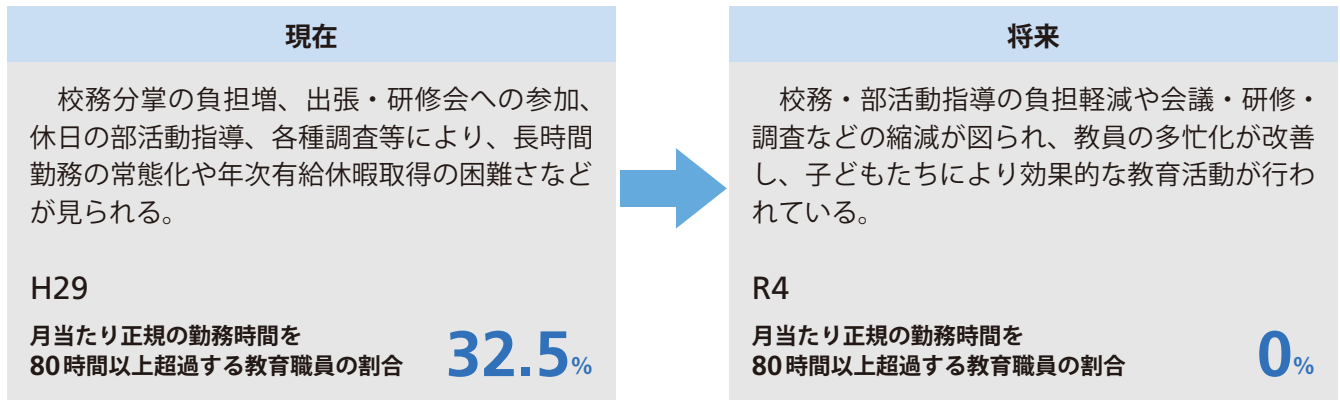 現在
校務分掌の負担増、出張・研修会への参加、
休日の部活動指導、各種調査等により、長時間
勤務の常態化や年次有給休暇取得の困難さなど
が見られる。
H29
月当たり正規の勤務時間を
80時間以上超過する教育職員の割合
32.5%
将来
校務・部活動指導の負担軽減や会議・研修・
調査などの縮減が図られ、教員の多忙化が改善
し、子どもたちにより効果的な教育活動が行わ
れている。
R4
月当たり正規の勤務時間を
80時間以上超過する教育職員の割合
0%